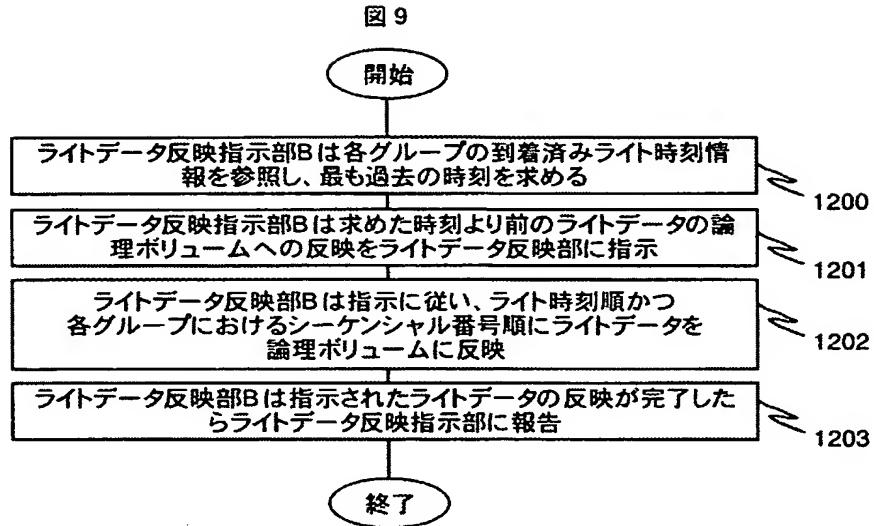 図 9
開始
ライトデータ反映指示部Bは各グループの到着済みライト時刻情
報を参照し、最も過去の時刻を求める
1200
ライトデータ反映指示部Bは求めた時刻より前のライトデータの論
理ボリュームへの反映をライトデータ反映部に指示
1201
ライトデータ反映部Bは指示に従い、ライト時刻順かつ
各グループにおけるシーケンシャル番号順にライトデータを
論理ボリュームに反映
1202
ライトデータ反映部Bは指示されたライトデータの反映が完了した
らライトデータ反映指示部に報告
1203
終了